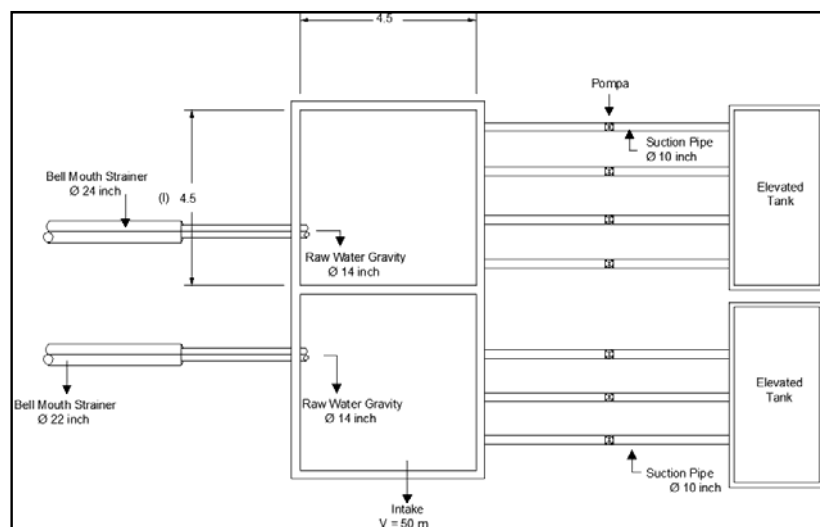 4.5
Pompa
Suction Pipe
Ø 10 inch
Elevated
Tank
Bell Mouth Strainer
Ø 24 inch
(l) 4.5
Raw Water Gravity
Ø 14 inch
Bell Mouth Strainer
Ø 22 inch
Raw Water Gravity
Ø 14 inch
Elevated
Tank
Suction Pipe
Ø 10 inch
Intake
V = 50 m